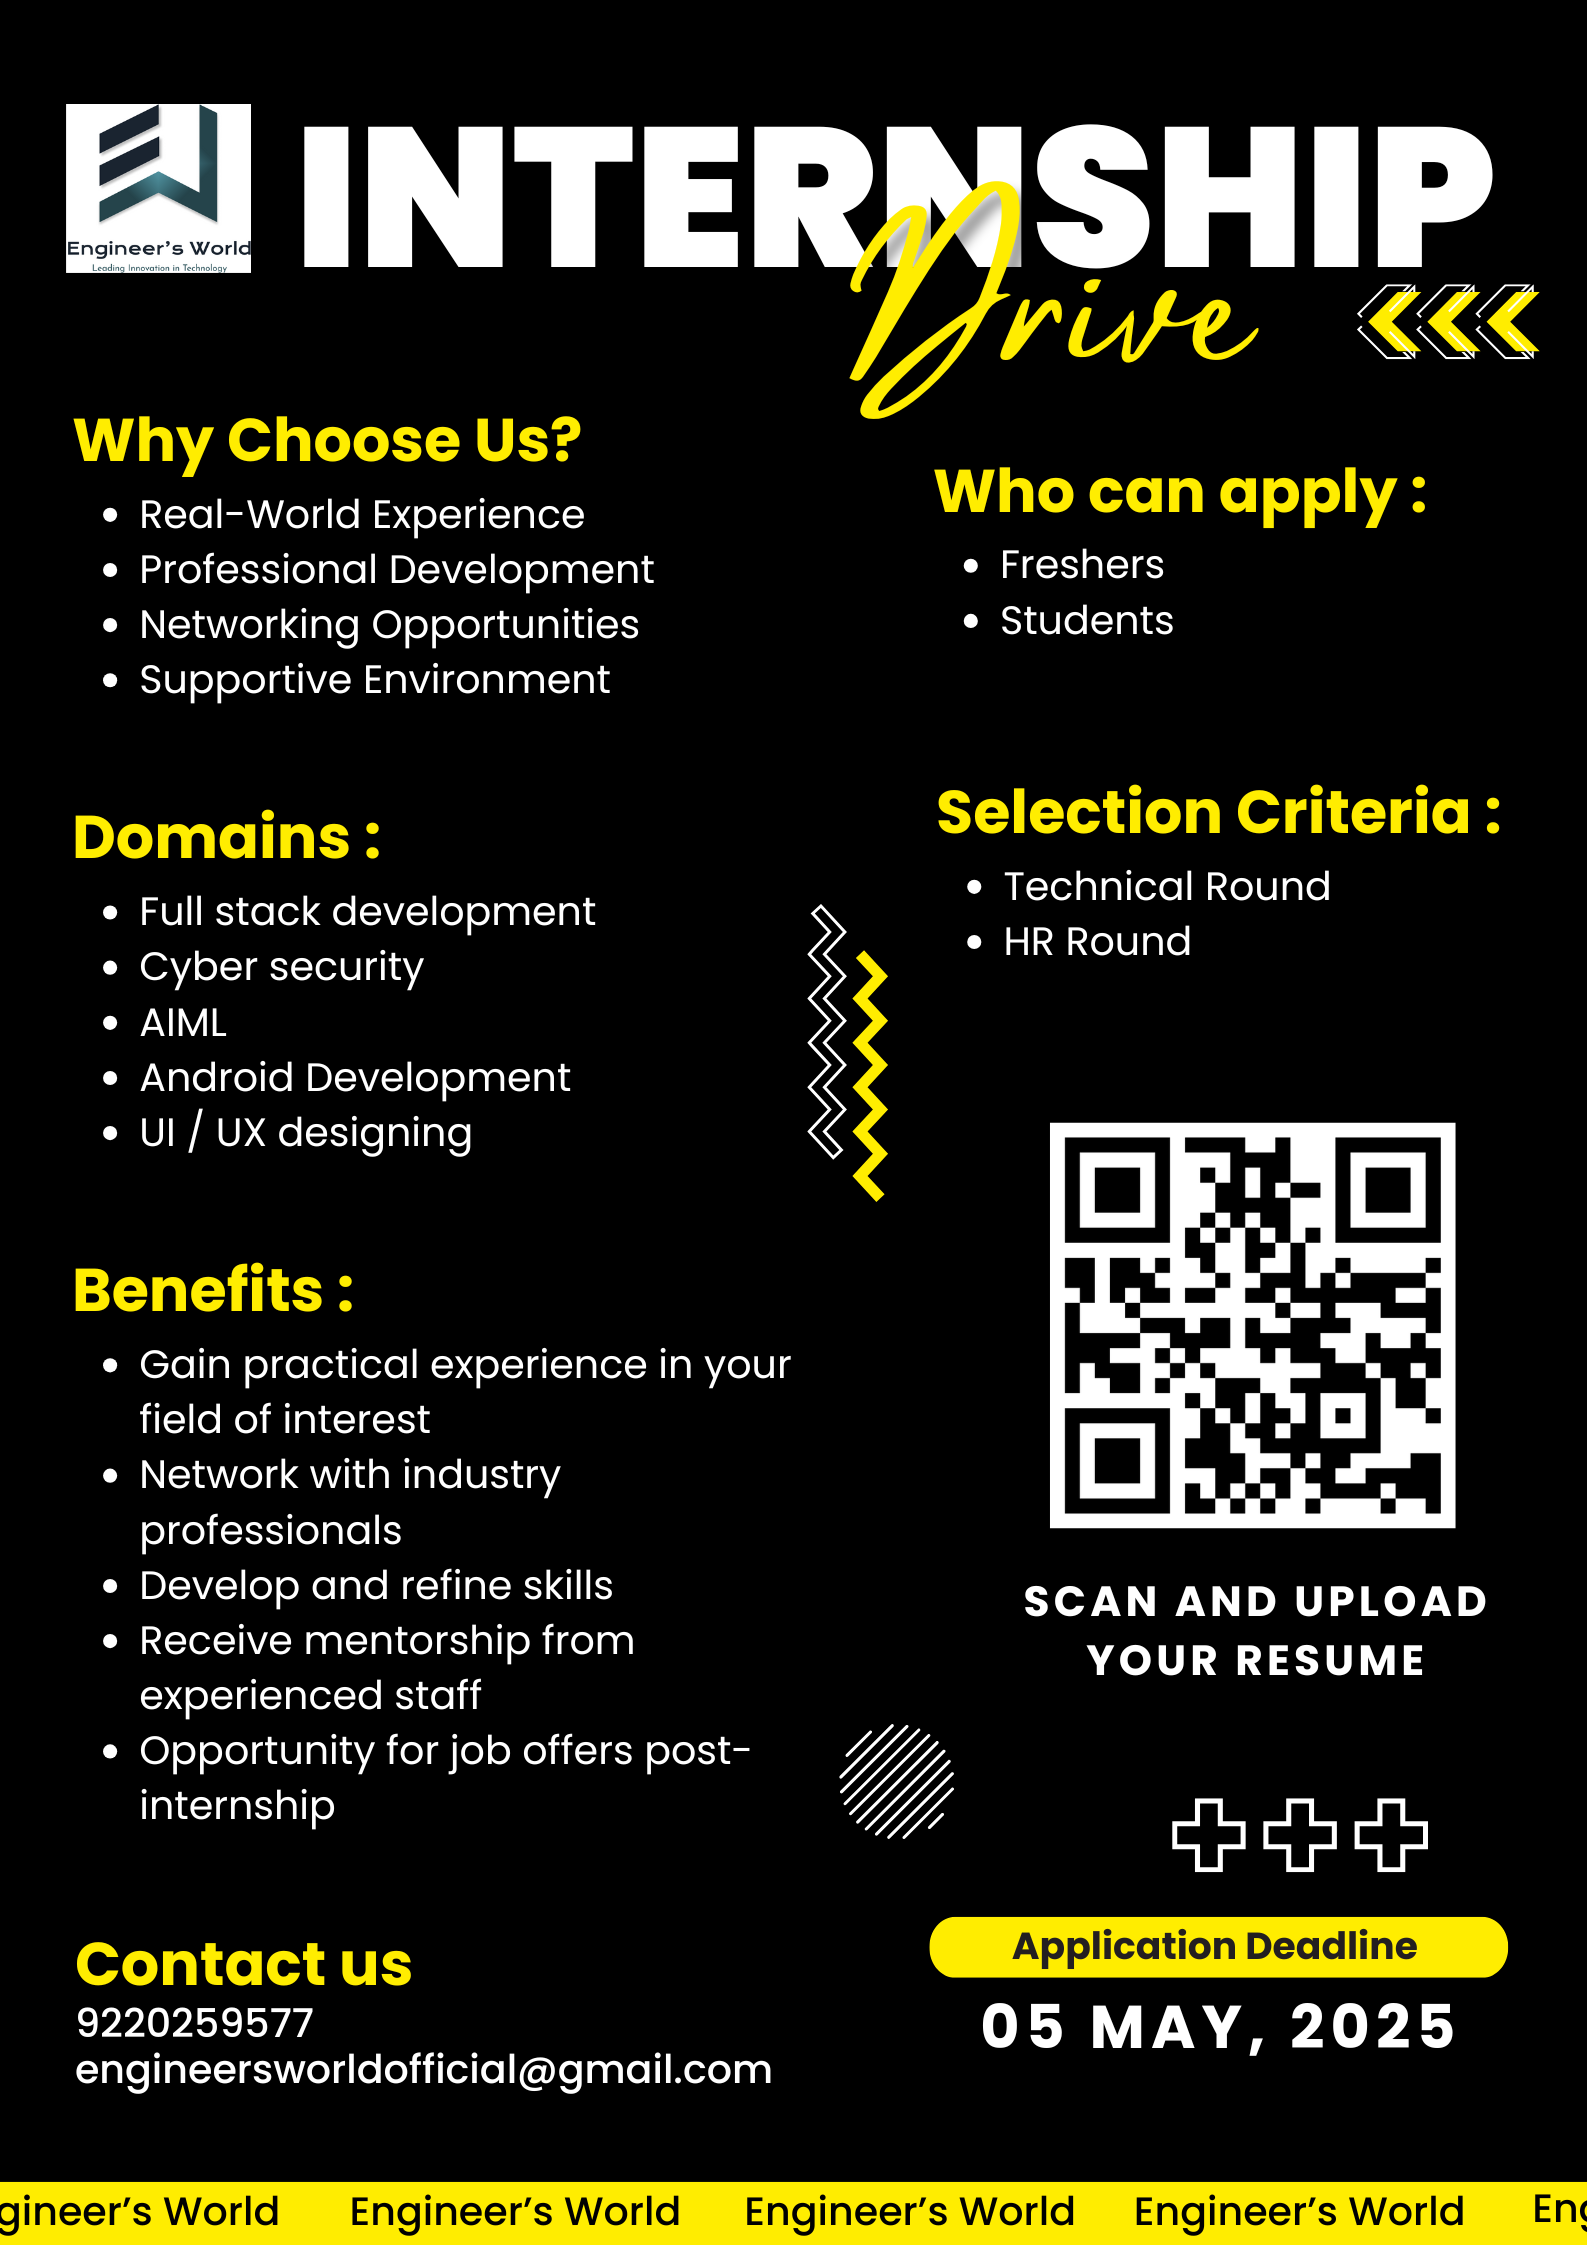 Engineer's World
Leading Innovation in Technology
INTERNSHIP
Drive
Why Choose Us?
• Real-World Experience
• Professional Development
• Networking Opportunities
• Supportive Environment
Who can apply :
• Freshers
• Students
Domains :
• Full stack development
• Cyber security
• AIML
• Android Development
• UI / UX designing
Selection Criteria :
• Technical Round
• HR Round
Benefits :
• Gain practical experience in your
field of interest
• Network with industry
professionals
• Develop and refine skills
• Receive mentorship from
experienced staff
• Opportunity for job offers post-
internship
SCAN AND UPLOAD
YOUR RESUME
Contact us
9220259577
engineersworldofficial@gmail.com
Application Deadline
05 MAY, 2025
gineer's World Engineer's World Engineer's World Engineer's World Eng